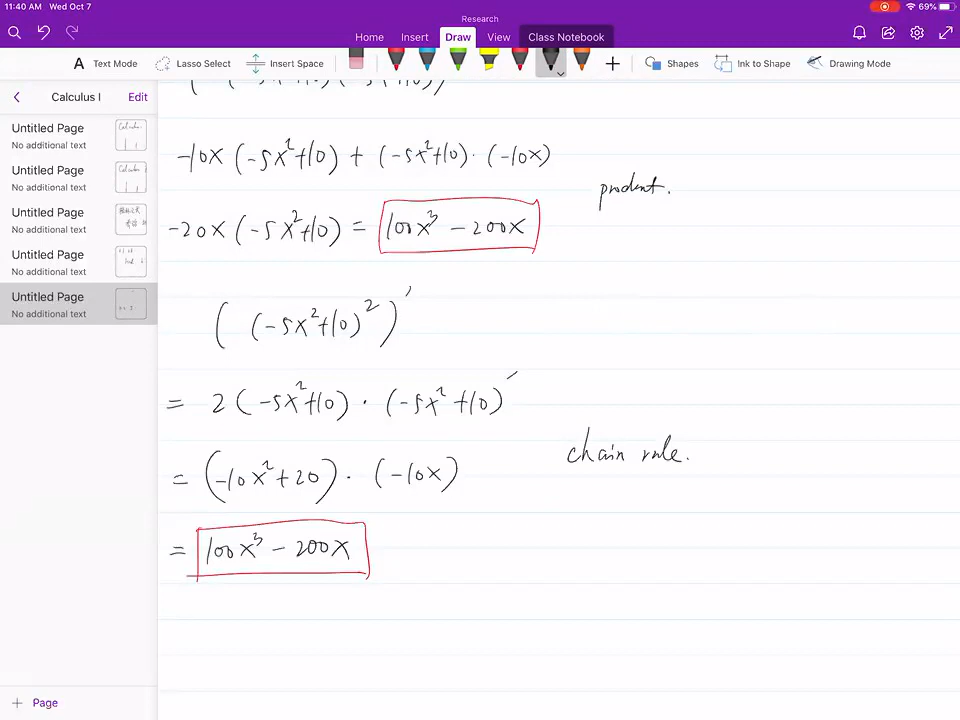 11:40 AM Wed Oct 7
69%
Research
Home Insert Draw View Class Notebook
Text Mode Lasso Select Insert Space Shapes Ink to Shape Drawing Mode
Calculus I Edit
Untitled Page
No additional text
Untitled Page
No additional text
Untitled Page
No additional text
Untitled Page
No additional text
Untitled Page
No additional text
Page
-10x (-5x²+10) + (-5x²+10) · (-10x)
product.
-20x (-5x²+10) = 100x³ - 200x
( (-5x²+10)² )′
= 2 (-5x²+10) · (-5x²+10)′
= (-10x²+20) · (-10x)
chain rule.
= 100x³ - 200x